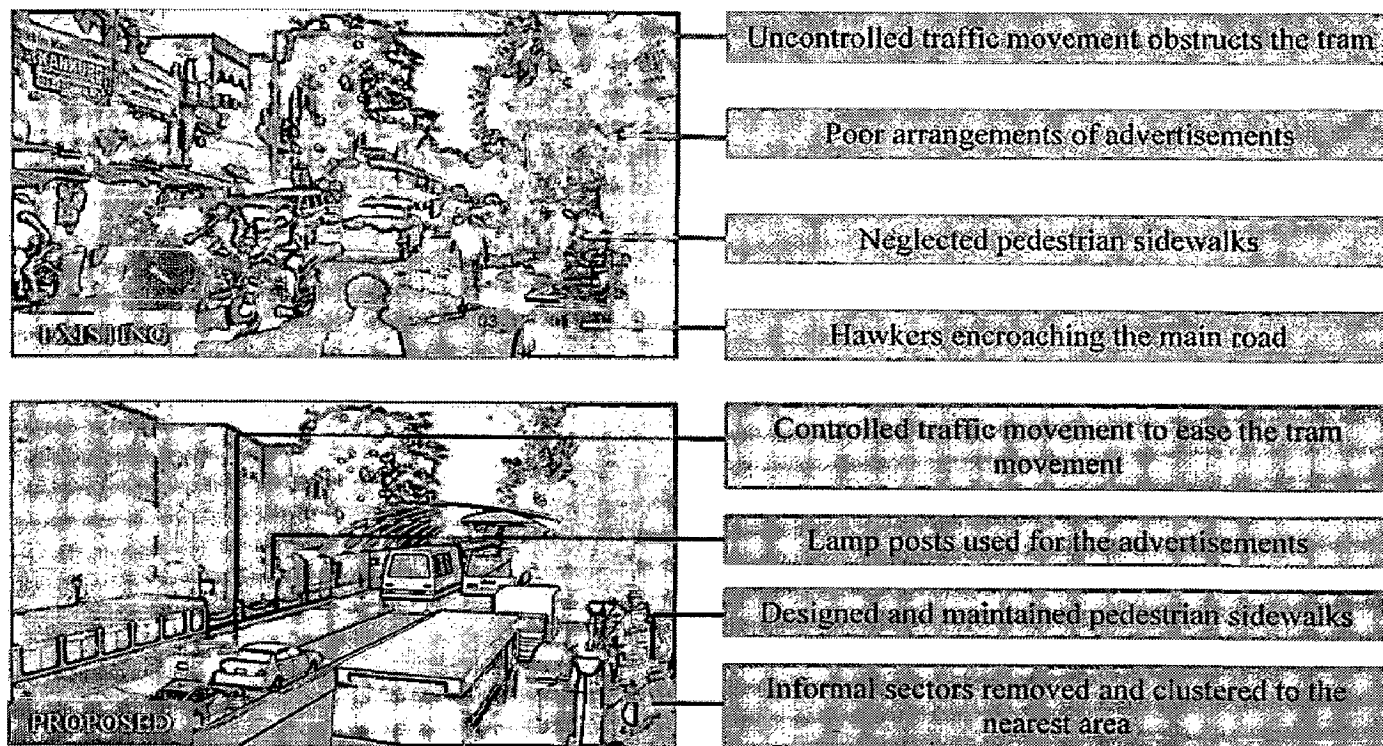 Uncontrolled traffic movement obstructs the tram
Poor arrangements of advertisements
Neglected pedestrian sidewalks
EXISTING
Hawkers encroaching the main road
Controlled traffic movement to ease the tram
movement
Lamp posts used for the advertisements
Designed and maintained pedestrian sidewalks
Informal sectors removed and clustered to the
nearest area
PROPOSED